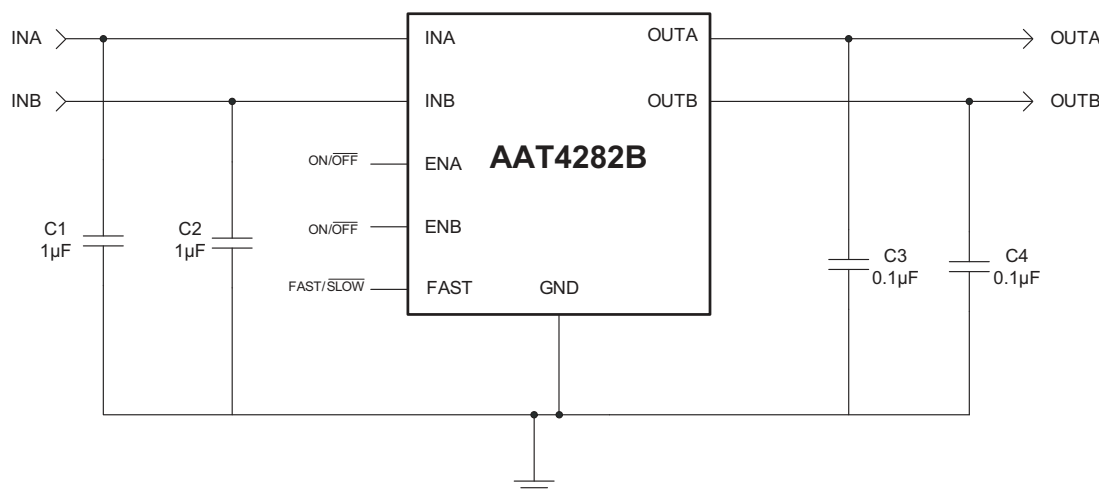 INA
INA
OUTA
OUTA
INB
INB
OUTB
OUTB
AAT4282B
ON/OFF
ENA
C1
1µF
C2
1µF
ON/OFF
ENB
C3
0.1µF
C4
0.1µF
FAST/SLOW
FAST
GND